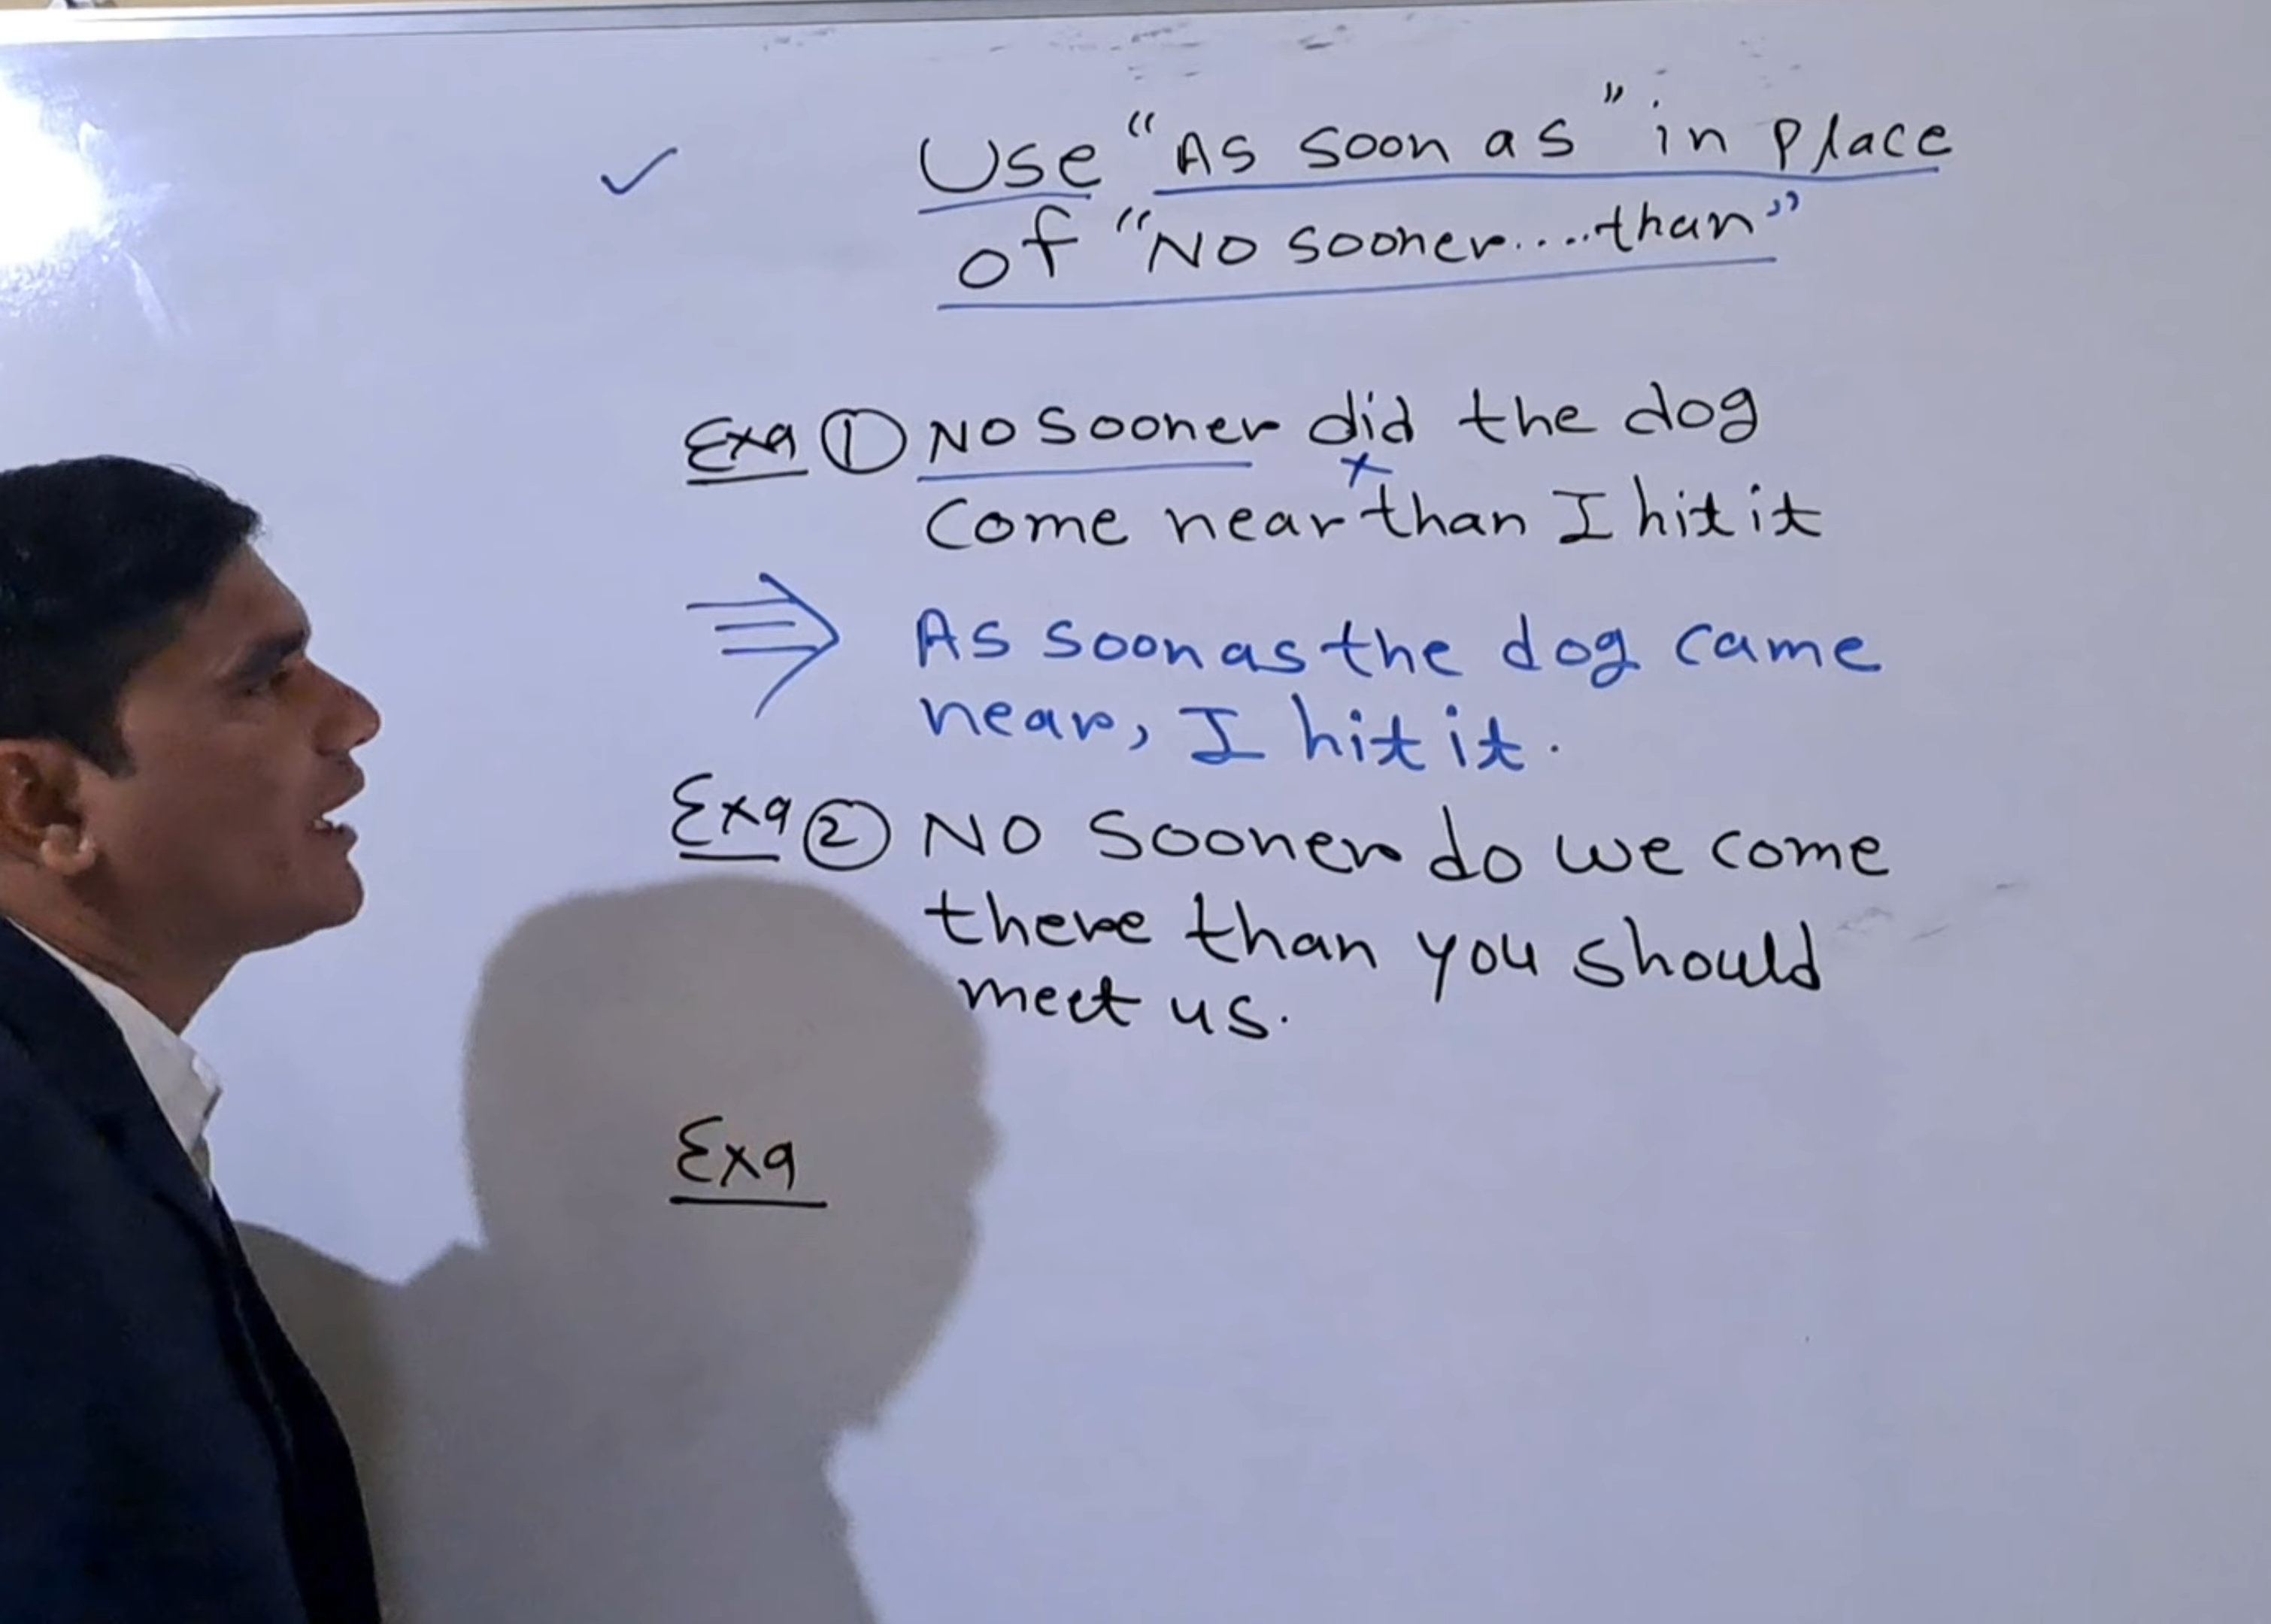 Use "As soon as" in place
of "No sooner....than"
Exa ① No sooner did the dog
Come near than I hit it
⇒ As soon as the dog came
near, I hit it.
Exa ② No sooner do we come
there than you should
meet us.
Exa